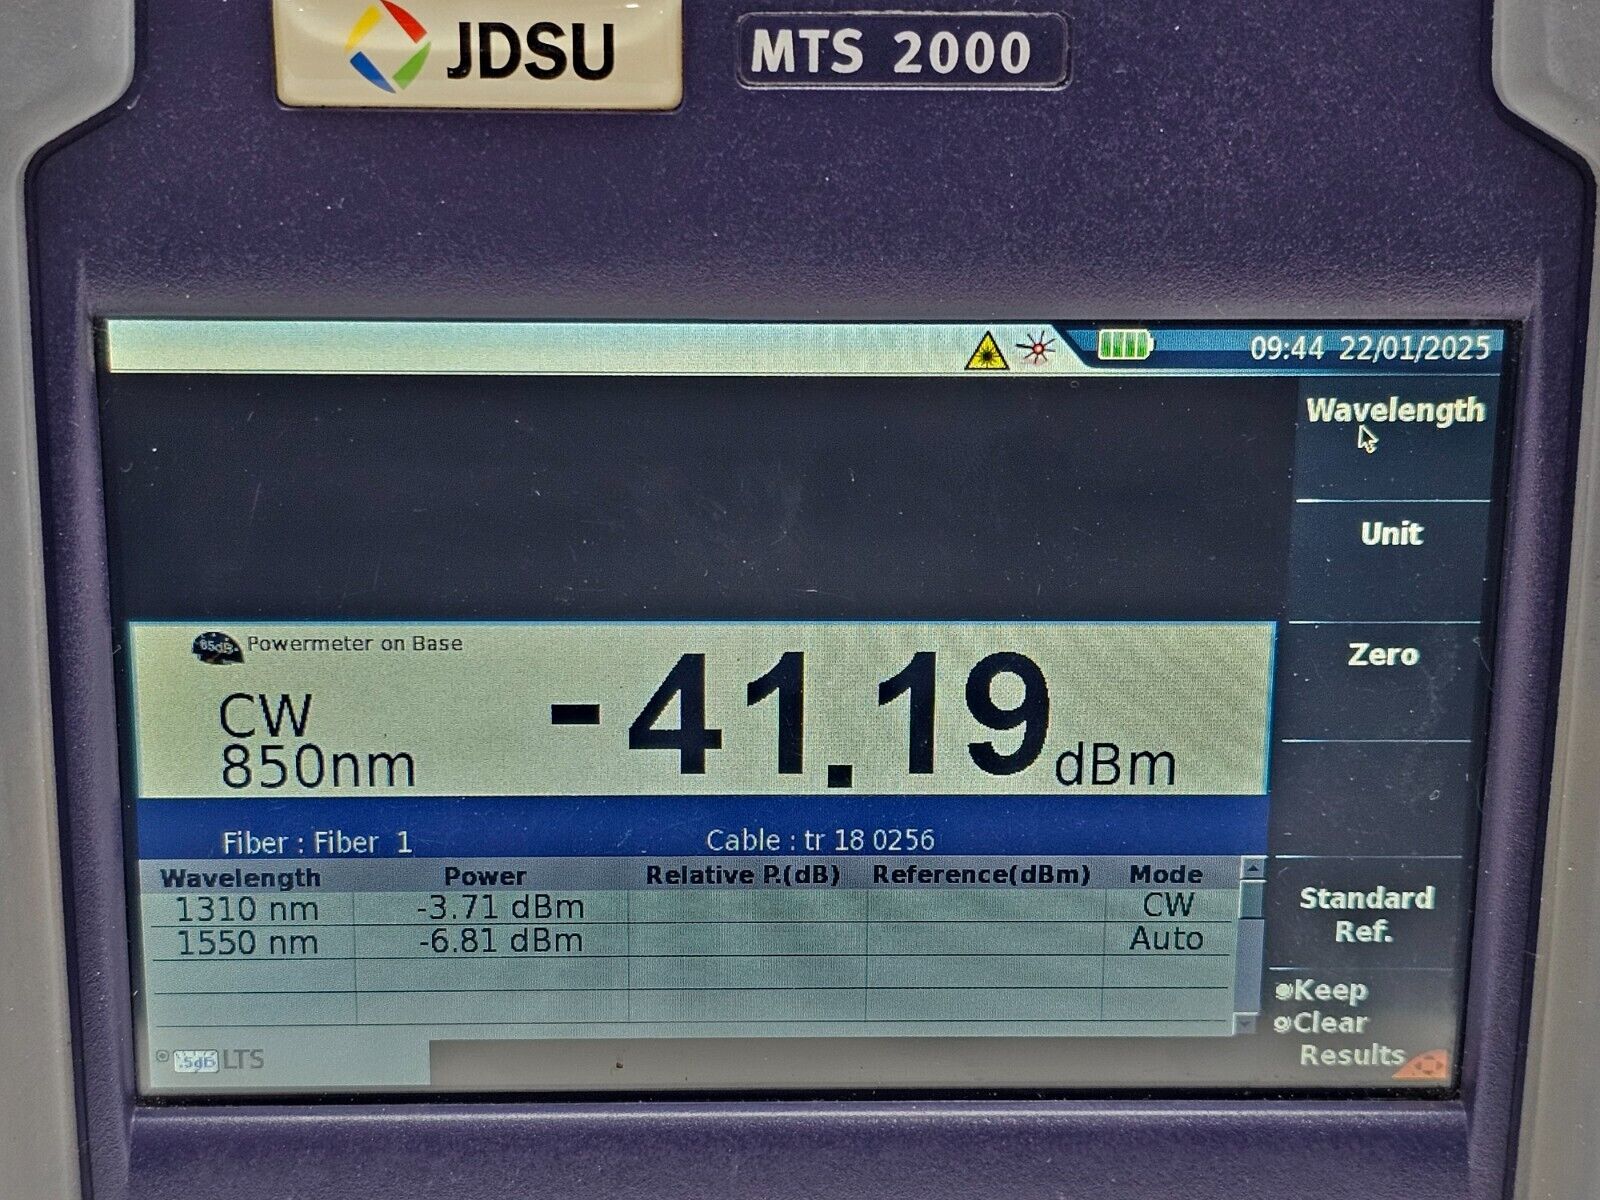 JDSU MTS 2000
09:44 22/01/2025
Wavelength
Unit
Zero
Powermeter on Base
CW
850nm
-41.19 dBm
Fiber : Fiber 1 Cable : tr 18 0256
Wavelength Power Relative P.(dB) Reference(dBm) Mode
1310 nm -3.71 dBm CW
1550 nm -6.81 dBm Auto
Standard
Ref.
Keep
Clear
Results
.5dB LTS